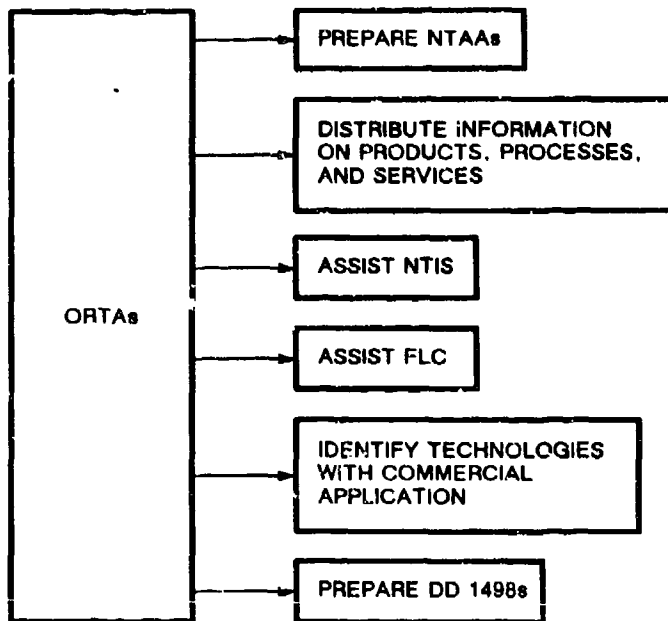 PREPARE NTAAs
DISTRIBUTE INFORMATION
ON PRODUCTS, PROCESSES,
AND SERVICES
ASSIST NTIS
ORTAs
ASSIST FLC
IDENTIFY TECHNOLOGIES
WITH COMMERCIAL
APPLICATION
PREPARE DD 1498s